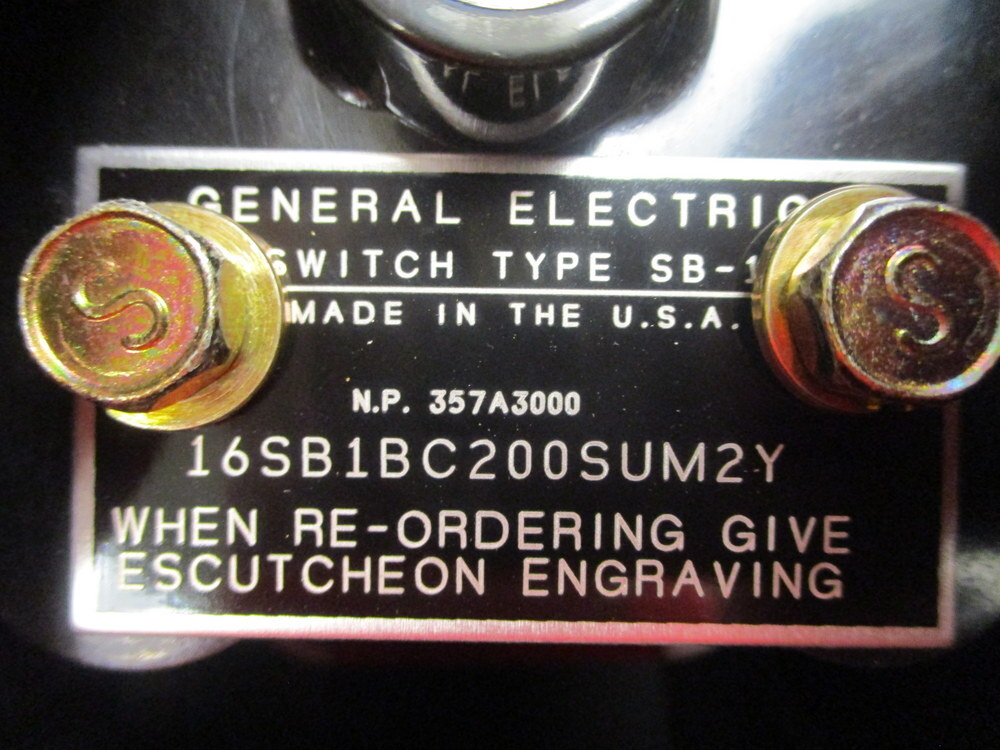 GENERAL ELECTRIC
SWITCH TYPE SB-1
MADE IN THE U.S.A.
N.P. 357A3000
16SB1BC200SUM2Y
WHEN RE-ORDERING GIVE
ESCUTCHEON ENGRAVING
S
S